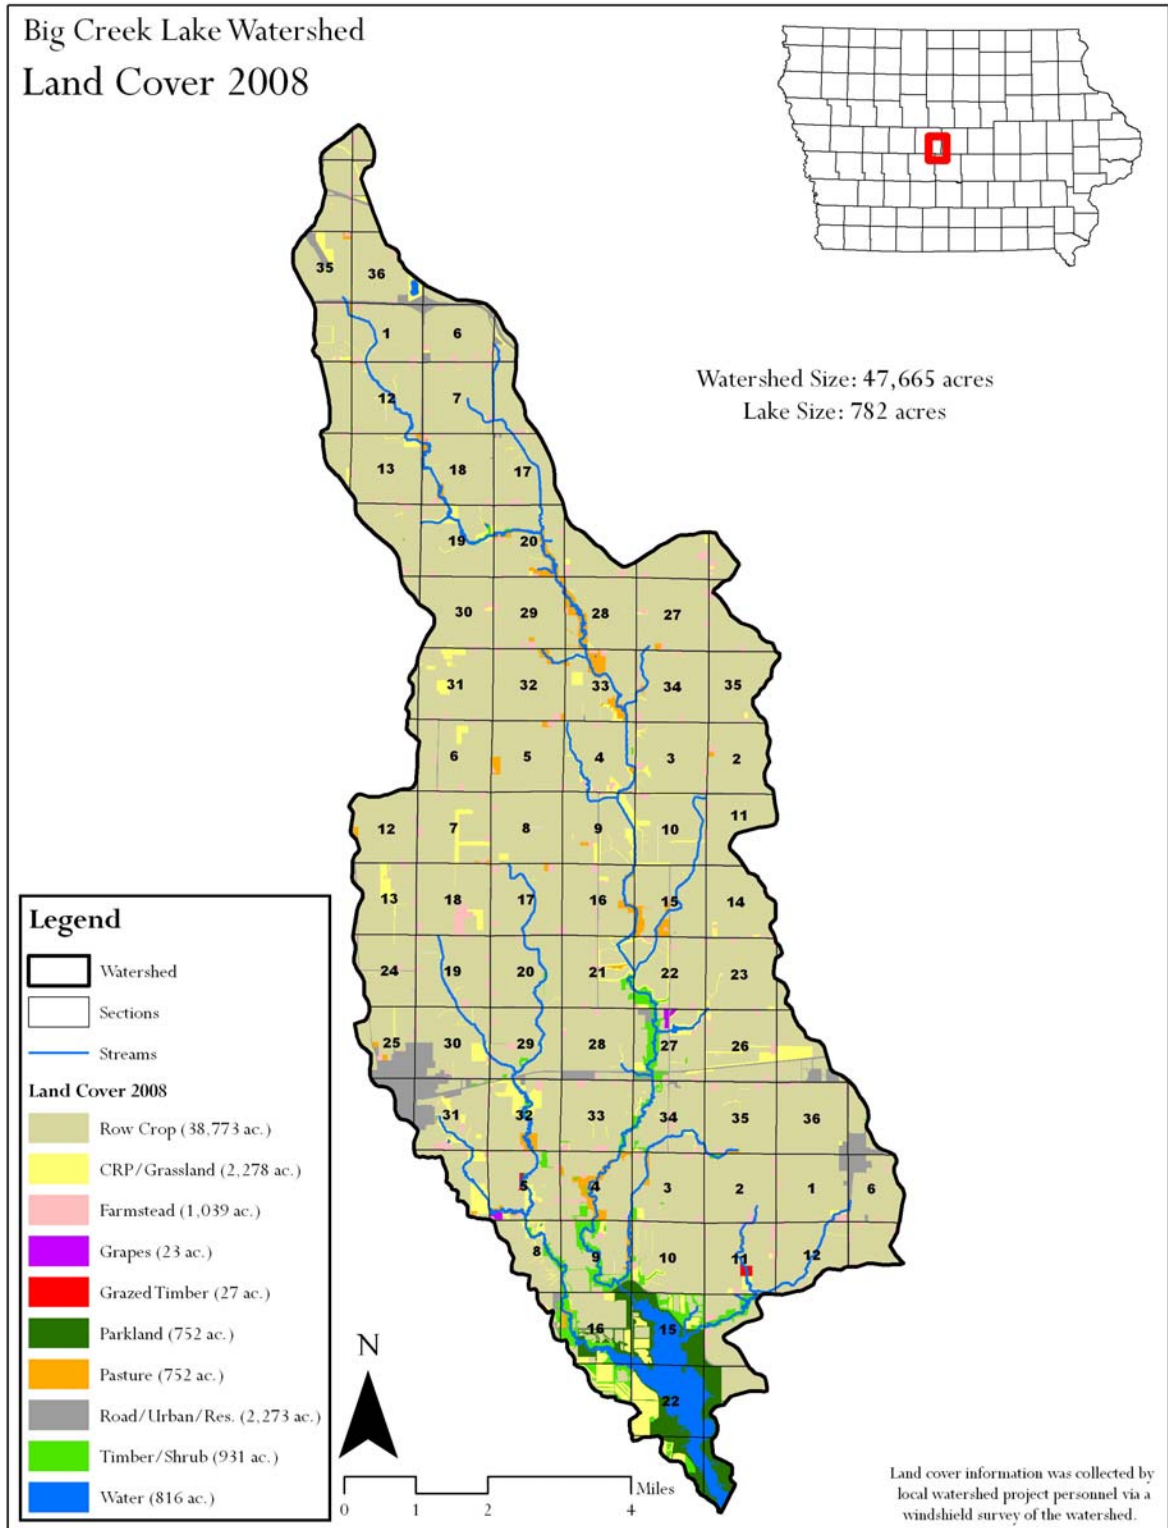 Big Creek Lake Watershed
Land Cover 2008
Watershed Size: 47,665 acres
Lake Size: 782 acres
35 36
1 6
12 7
13 18 17
19 20
30 29 28 27
31 32 33 34 35
6 5 4 3 2
12 7 8 9 10 11
13 18 17 16 15 14
24 19 20 21 22 23
25 30 29 28 27 26
31 32 33 34 35 36
5 4 3 2 1 6
8 9 10 11 12
16 15
22
Legend
Watershed
Sections
Streams
Land Cover 2008
Row Crop (38,773 ac.)
CRP/Grassland (2,278 ac.)
Farmstead (1,039 ac.)
Grapes (23 ac.)
Grazed Timber (27 ac.)
Parkland (752 ac.)
Pasture (752 ac.)
Road/Urban/Res. (2,273 ac.)
Timber/Shrub (931 ac.)
Water (816 ac.)
N
Miles
0 1 2 4
Land cover information was collected by
local watershed project personnel via a
windshield survey of the watershed.